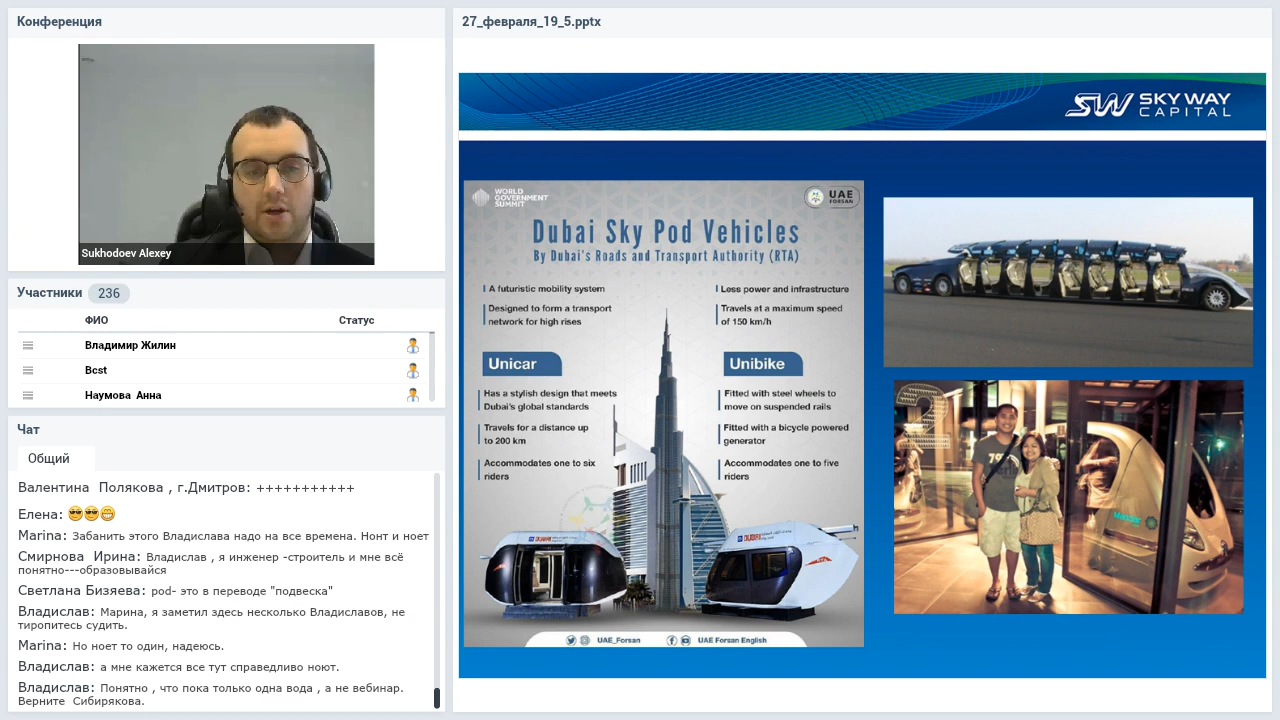 Конференция
Sukhodoev Alexey
Участники 236
ФИО Статус
Владимир Жилин
Bcst
Наумова Анна
Чат
Общий
Валентина Полякова , г.Дмитров: +++++++++++
Елена:
Marina: Забанить этого Владислава надо на все времена! Нонт и ноет
Смирнова Ирина: Владислав , я инженер -строитель и мне всё
понятно---образовывайся
Светлана Бизяева: pod- это в переводе "подвеска"
Владислав: Марина, я заметил здесь несколько Владиславов, не
тиропитесь судить.
Marina: Но ноет то один, надеюсь.
Владислав: а мне кажется все тут справедливо ноют.
Владислав: Понятно , что пока только одна вода , а не вебинар.
Верните Сибирякова.
27_февраля_19_5.pptx
SW SKY WAY
CAPITAL
WORLD
GOVERNMENT
SUMMIT
UAE
FORSAN
Dubai Sky Pod Vehicles
By Dubai's Roads and Transport Authority (RTA)
A futuristic mobility system
Designed to form a transport
network for high rises
Less power and infrastructure
Travels at a maximum speed
of 150 km/h
Unicar
Has a stylish design that meets
Dubai's global standards
Travels for a distance up
to 200 km
Accommodates one to six
riders
Unibike
Fitted with steel wheels to
move on suspended rails
Fitted with a bicycle powered
generator
Accommodates one to five
riders
UAE_Forsan
UAE Forsan English
2